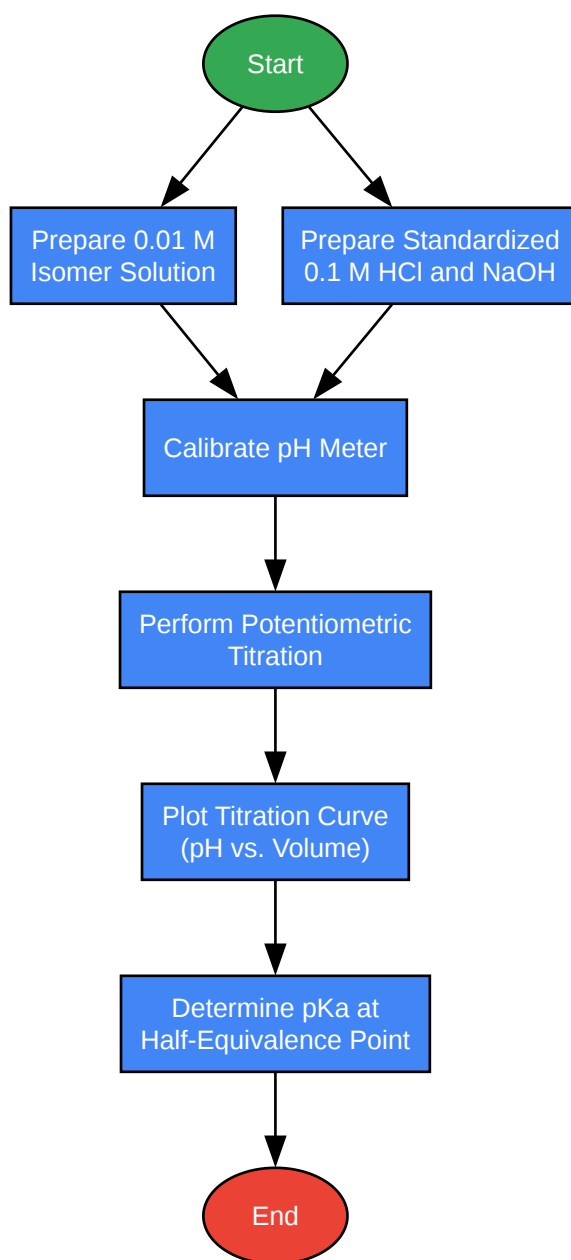 Start
Prepare 0.01 M
Isomer Solution
Prepare Standardized
0.1 M HCl and NaOH
Calibrate pH Meter
Perform Potentiometric
Titration
Plot Titration Curve
(pH vs. Volume)
Determine pKa at
Half-Equivalence Point
End